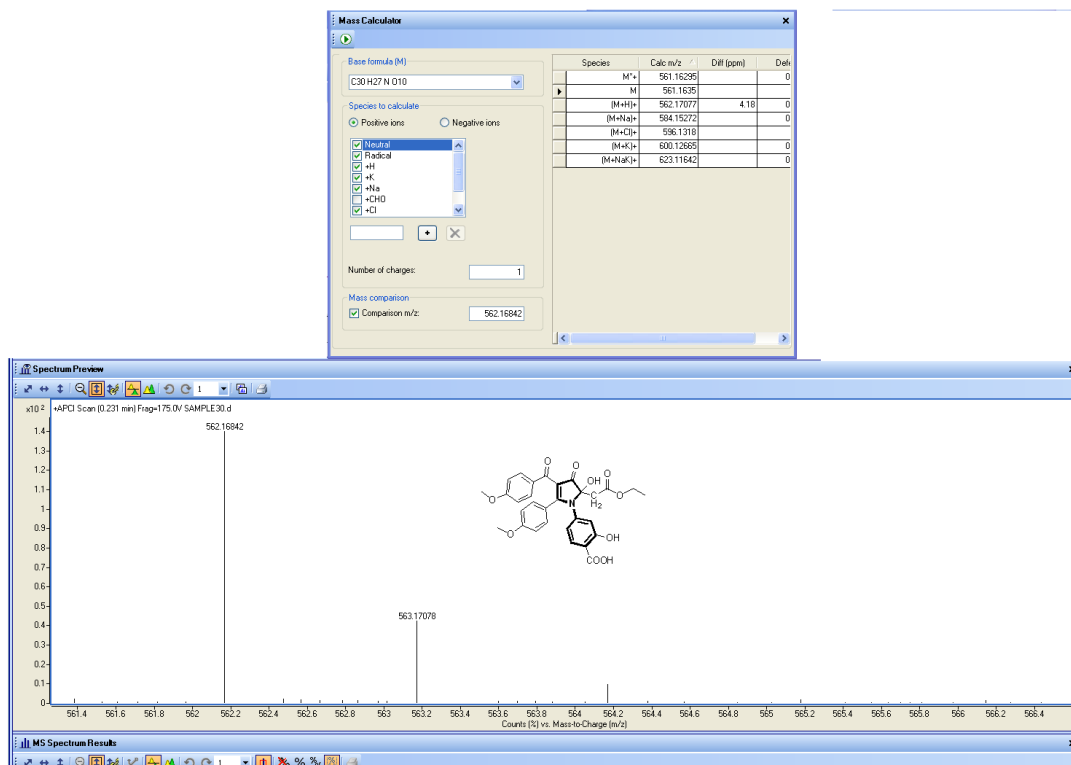 Mass Calculator
Base formula (M)
C30 H27 N O10
Species to calculate
Positive ions Negative ions
Neutral
Radical
+H
+K
+Na
+CHO
+Cl
Number of charges: 1
Mass comparison
Comparison m/z: 562.16842
Species Calc m/z Diff (ppm) Defe
M*+ 561.16295 0
M 561.1635
(M+H)+ 562.17077 4.18 0
(M+Na)+ 584.15272 0
(M+Cl)+ 596.1318
(M+K)+ 600.12665 0
(M+NaK)+ 623.11642 0
Spectrum Preview
1
x10 2 +APCI Scan (0.231 min) Frag=175.0V SAMPLE30.d
562.16842
563.17078
1.4
1.3
1.2
1.1
1
0.9
0.8
0.7
0.6
0.5
0.4
0.3
0.2
0.1
0
O O OH O
O N C H2 O
O OH
COOH
561.4 561.6 561.8 562 562.2 562.4 562.6 562.8 563 563.2 563.4 563.6 563.8 564 564.2 564.4 564.6 564.8 565 565.2 565.4 565.6 565.8 566 566.2 566.4
Counts (%) vs. Mass-to-Charge (m/z)
MS Spectrum Results
1